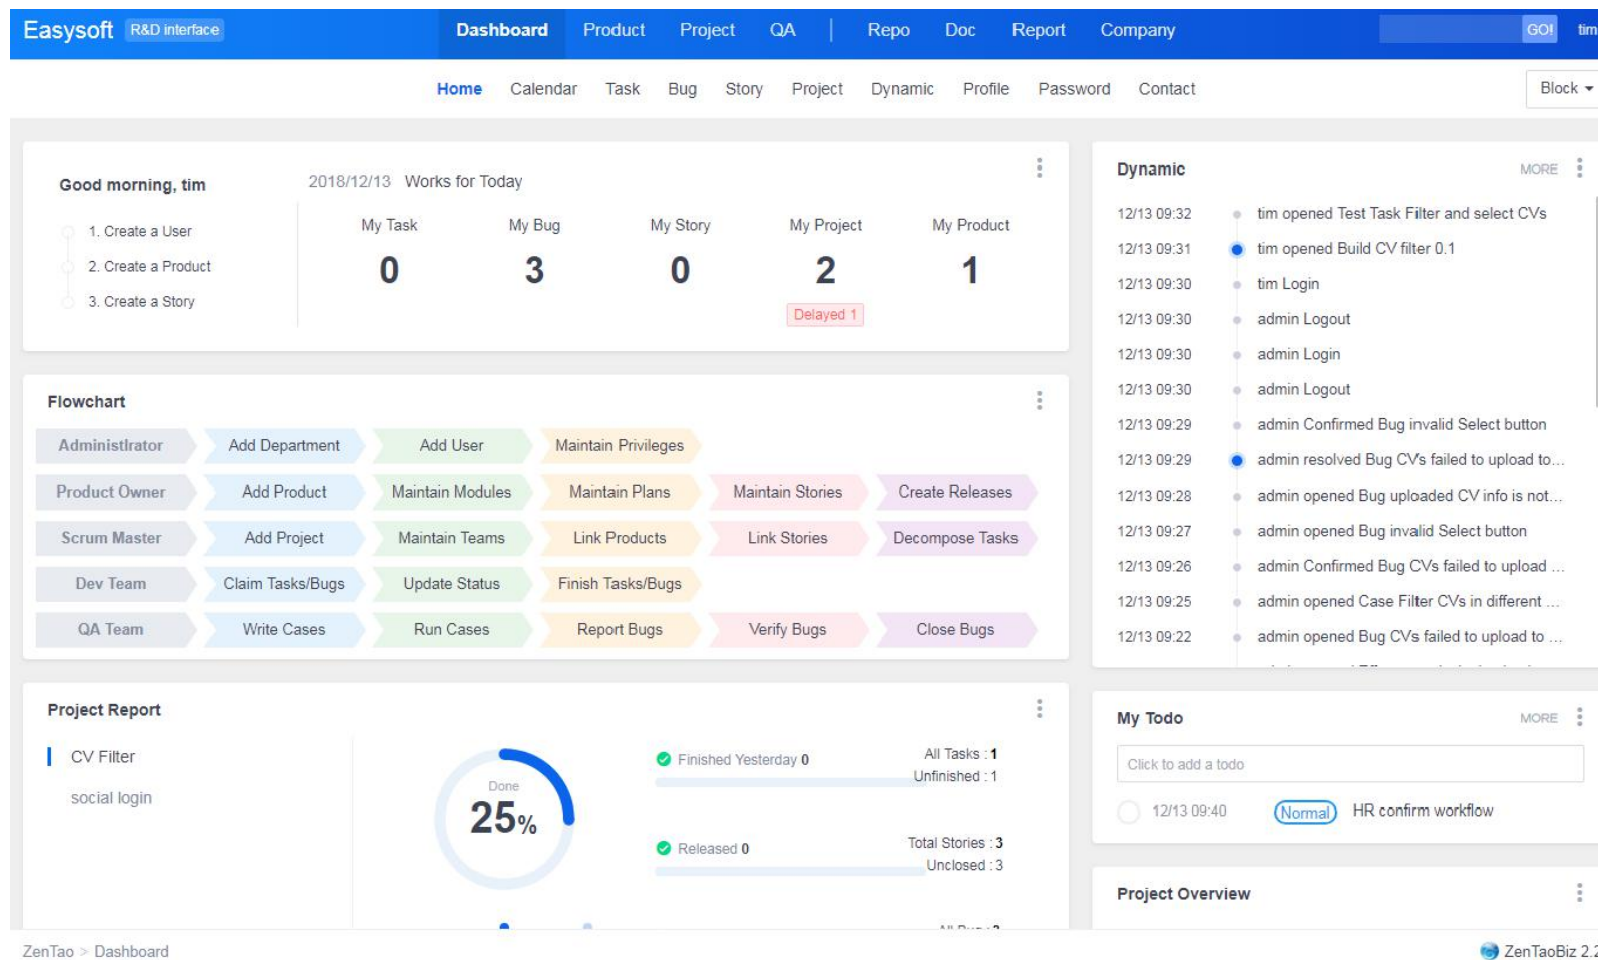 Easysoft R&D interface Dashboard Product Project QA Repo Doc Report Company GO! tim
Home Calendar Task Bug Story Project Dynamic Profile Password Contact Block
Good morning, tim
1. Create a User
2. Create a Product
3. Create a Story
2018/12/13 Works for Today
My Task My Bug My Story My Project My Product
0 3 0 2 1
Delayed 1
Flowchart
Administlrator Add Department Add User Maintain Privileges
Product Owner Add Product Maintain Modules Maintain Plans Maintain Stories Create Releases
Scrum Master Add Project Maintain Teams Link Products Link Stories Decompose Tasks
Dev Team Claim Tasks/Bugs Update Status Finish Tasks/Bugs
QA Team Write Cases Run Cases Report Bugs Verify Bugs Close Bugs
Project Report
CV Filter
social login
Done
25%
Finished Yesterday 0
All Tasks : 1
Unfinished : 1
Released 0
Total Stories : 3
Unclosed : 3
Dynamic MORE
12/13 09:32 tim opened Test Task Filter and select CVs
12/13 09:31 tim opened Build CV filter 0.1
12/13 09:30 tim Login
12/13 09:30 admin Logout
12/13 09:30 admin Login
12/13 09:30 admin Logout
12/13 09:29 admin Confirmed Bug invalid Select button
12/13 09:29 admin resolved Bug CVs failed to upload to...
12/13 09:28 admin opened Bug uploaded CV info is not...
12/13 09:27 admin opened Bug invalid Select button
12/13 09:26 admin Confirmed Bug CVs failed to upload ...
12/13 09:25 admin opened Case Filter CVs in different ...
12/13 09:22 admin opened Bug CVs failed to upload to ...
My Todo MORE
Click to add a todo
12/13 09:40 Normal HR confirm workflow
Project Overview
ZenTao > Dashboard
ZenTaoBiz 2.2